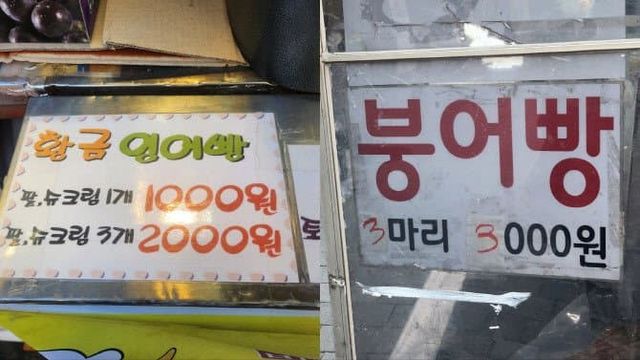 황금 잉어빵
팥,슈크림 1개 1000원
팥,슈크림 3개 2000원
붕어빵
3마리 3000원